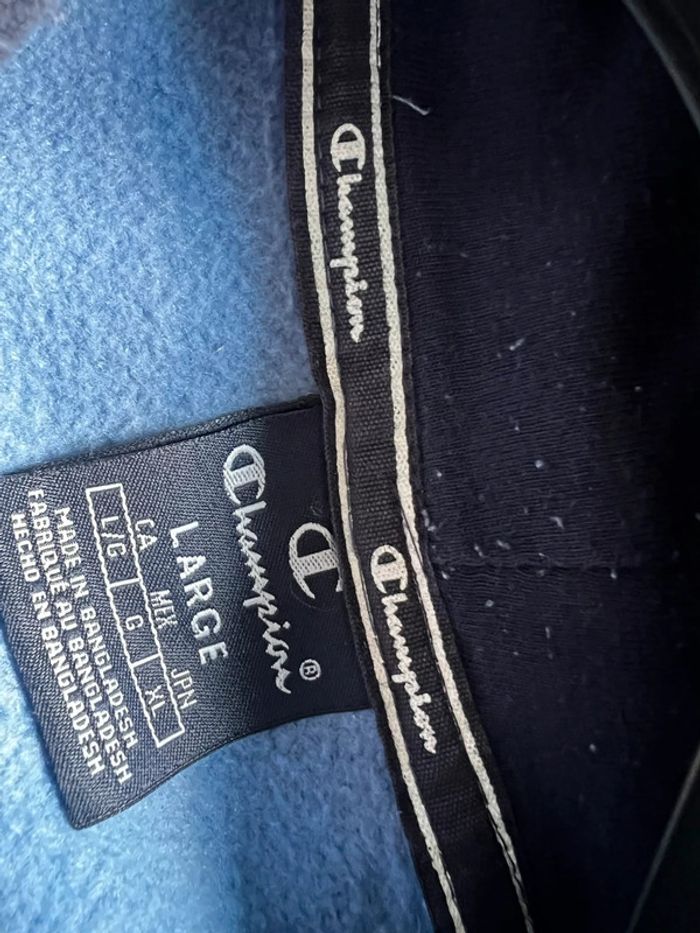 Champion
Champion
C
Champion®
LARGE
CA MEX JPN
L/G G XL
MADE IN BANGLADESH
FABRIQUÉ AU BANGLADESH
HECHO EN BANGLADESH